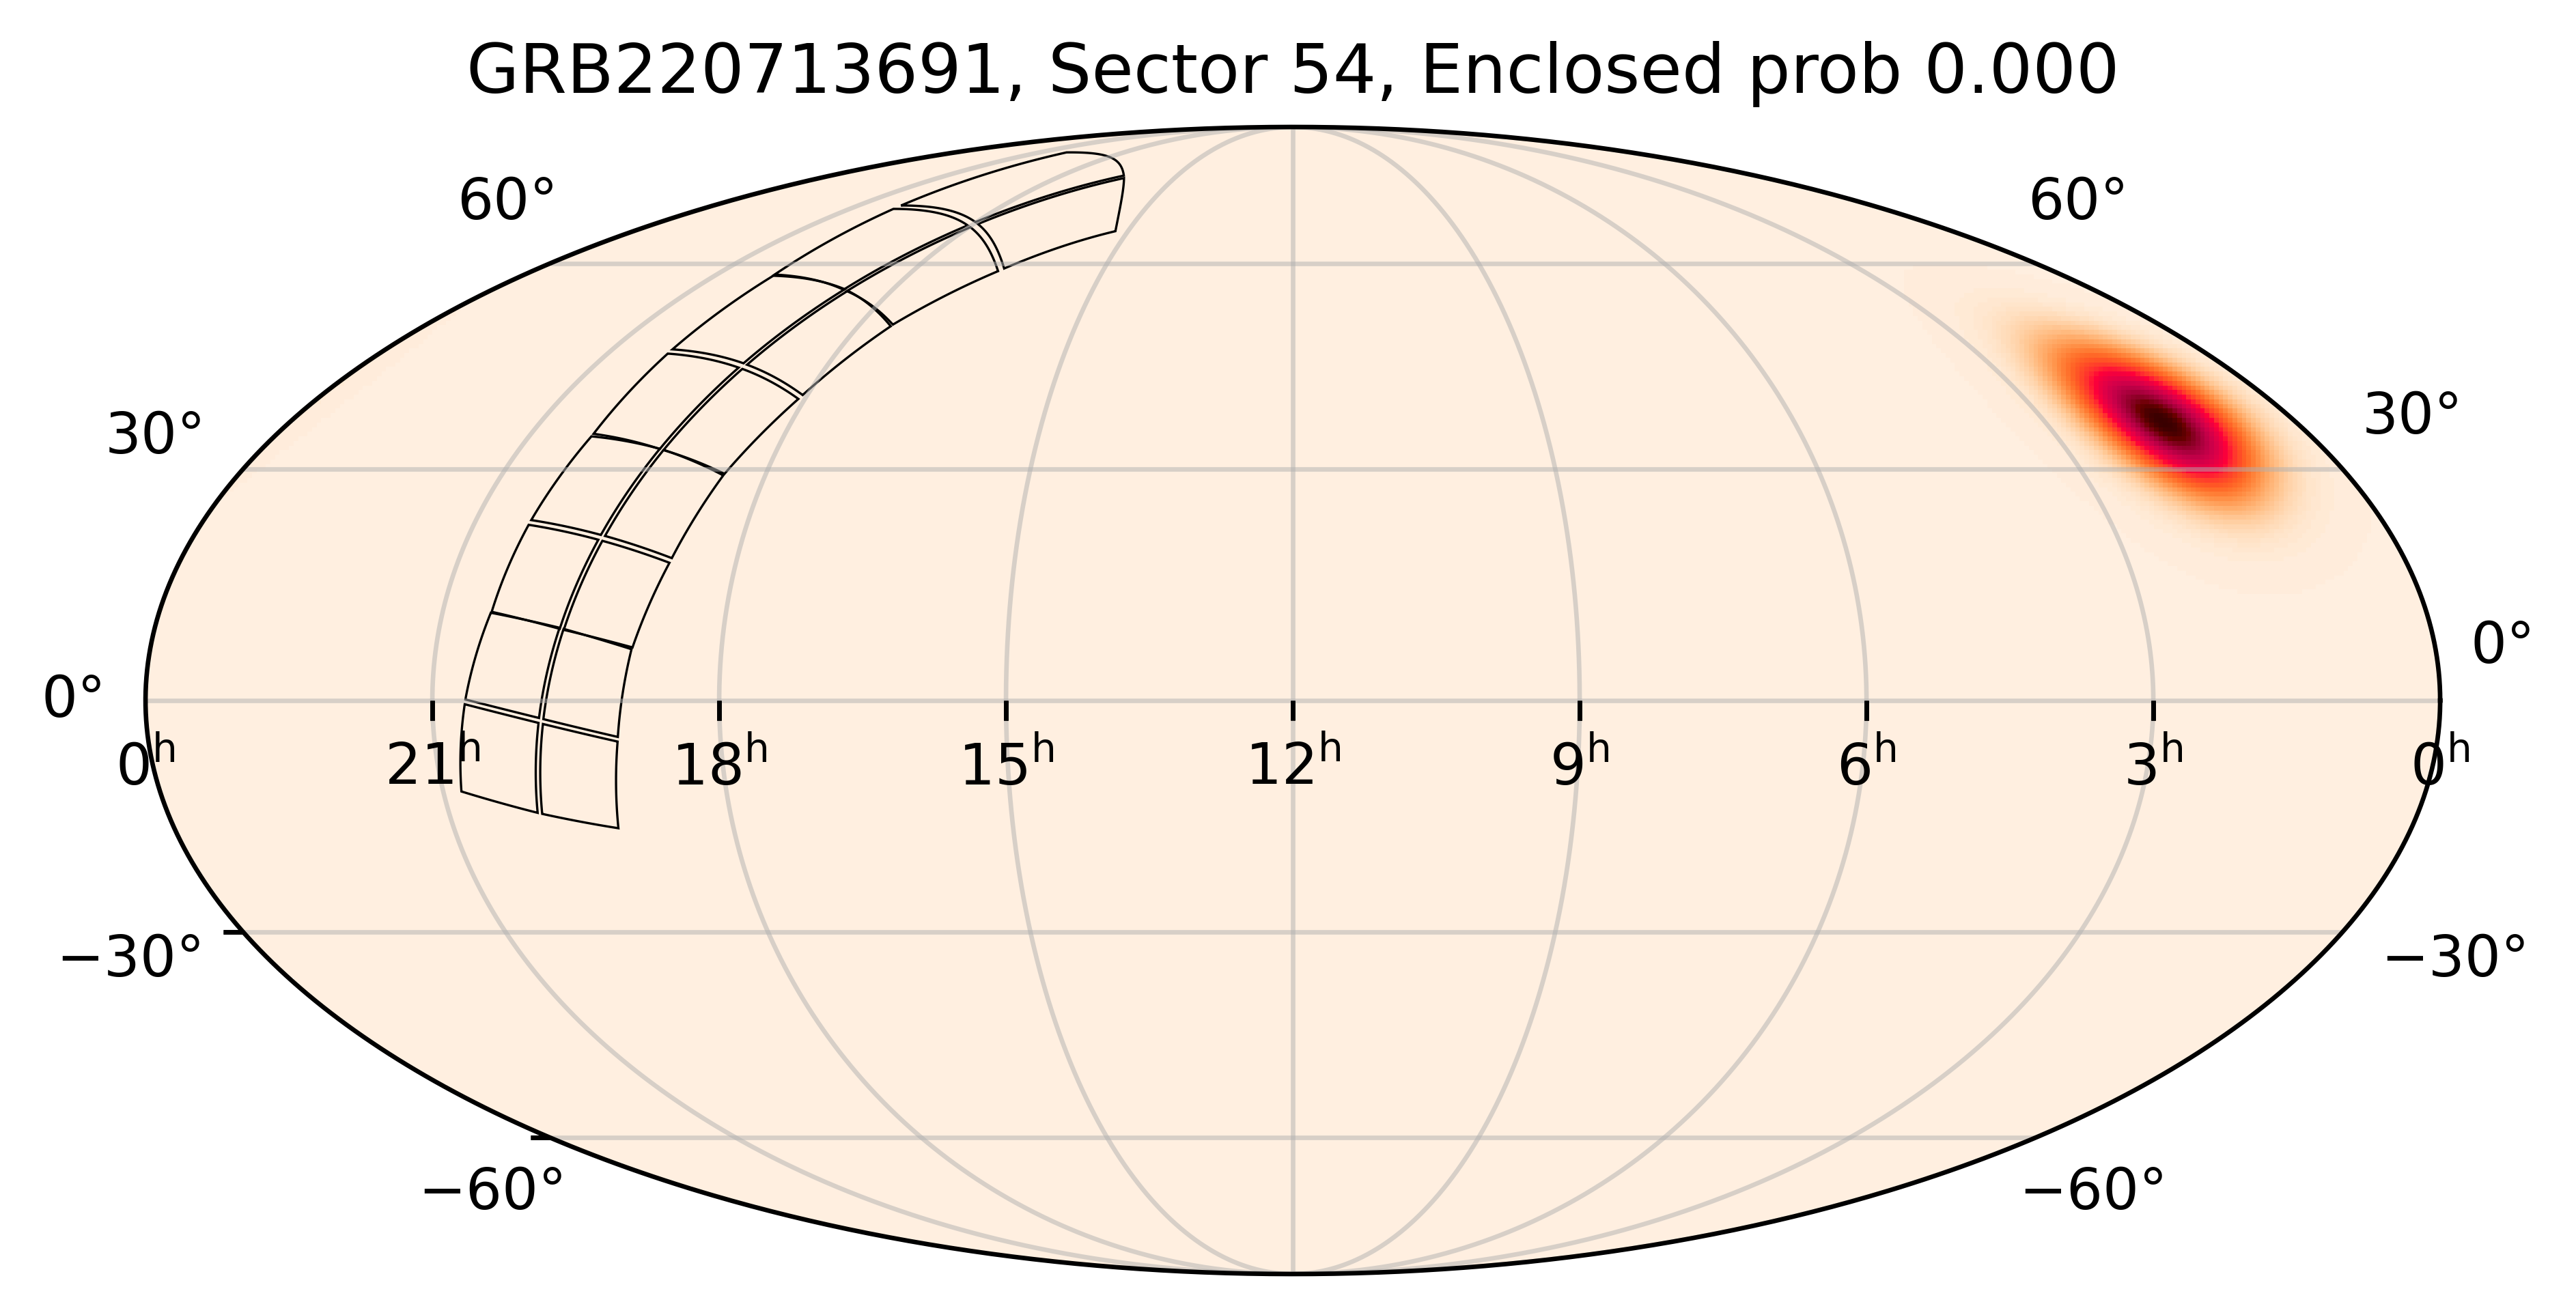 GRB220713691, Sector 54, Enclosed prob 0.000
60° 60°
30° 30°
0° 0°
0h 21h 18h 15h 12h 9h 6h 3h 0h
−30° −30°
−60° −60°